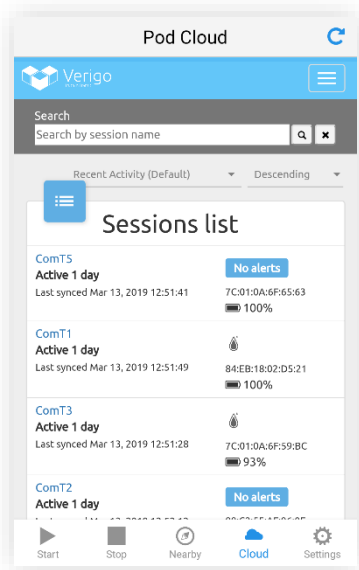 Pod Cloud
Verigo
Search
Search by session name
Recent Activity (Default)
Descending
Sessions list
ComT5
No alerts
Active 1 day
Last synced Mar 13, 2019 12:51:41
7C:01:0A:6F:65:63
100%
ComT1
Active 1 day
Last synced Mar 13, 2019 12:51:49
84:EB:18:02:D5:21
100%
ComT3
Active 1 day
Last synced Mar 13, 2019 12:51:28
7C:01:0A:6F:59:BC
93%
ComT2
No alerts
Active 1 day
Start
Stop
Nearby
Cloud
Settings